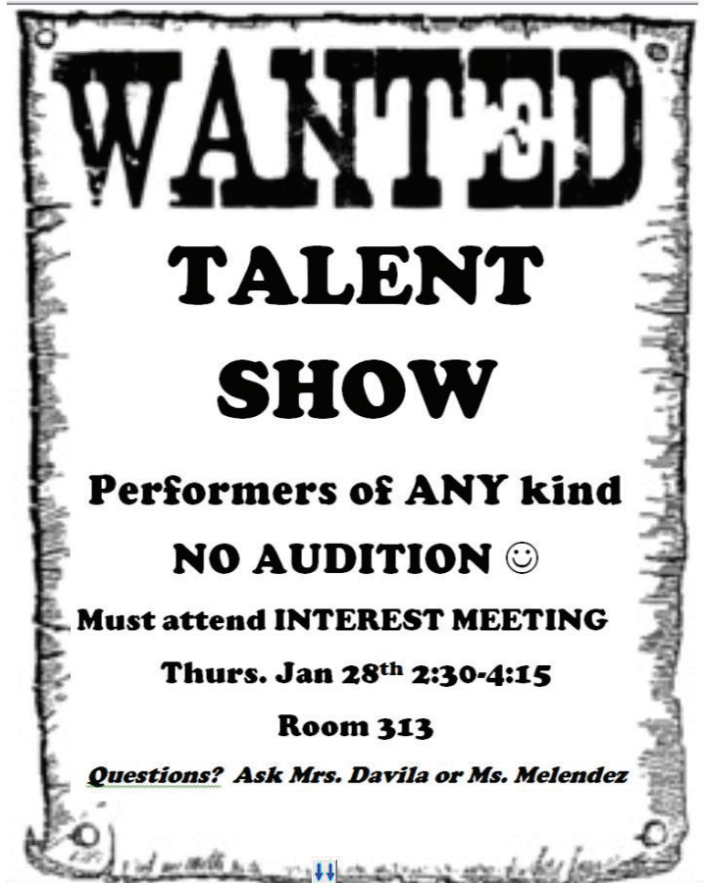 WANTED
TALENT
SHOW
Performers of ANY kind
NO AUDITION ☺
Must attend INTEREST MEETING
Thurs. Jan 28th 2:30-4:15
Room 313
Questions? Ask Mrs. Davila or Ms. Melendez